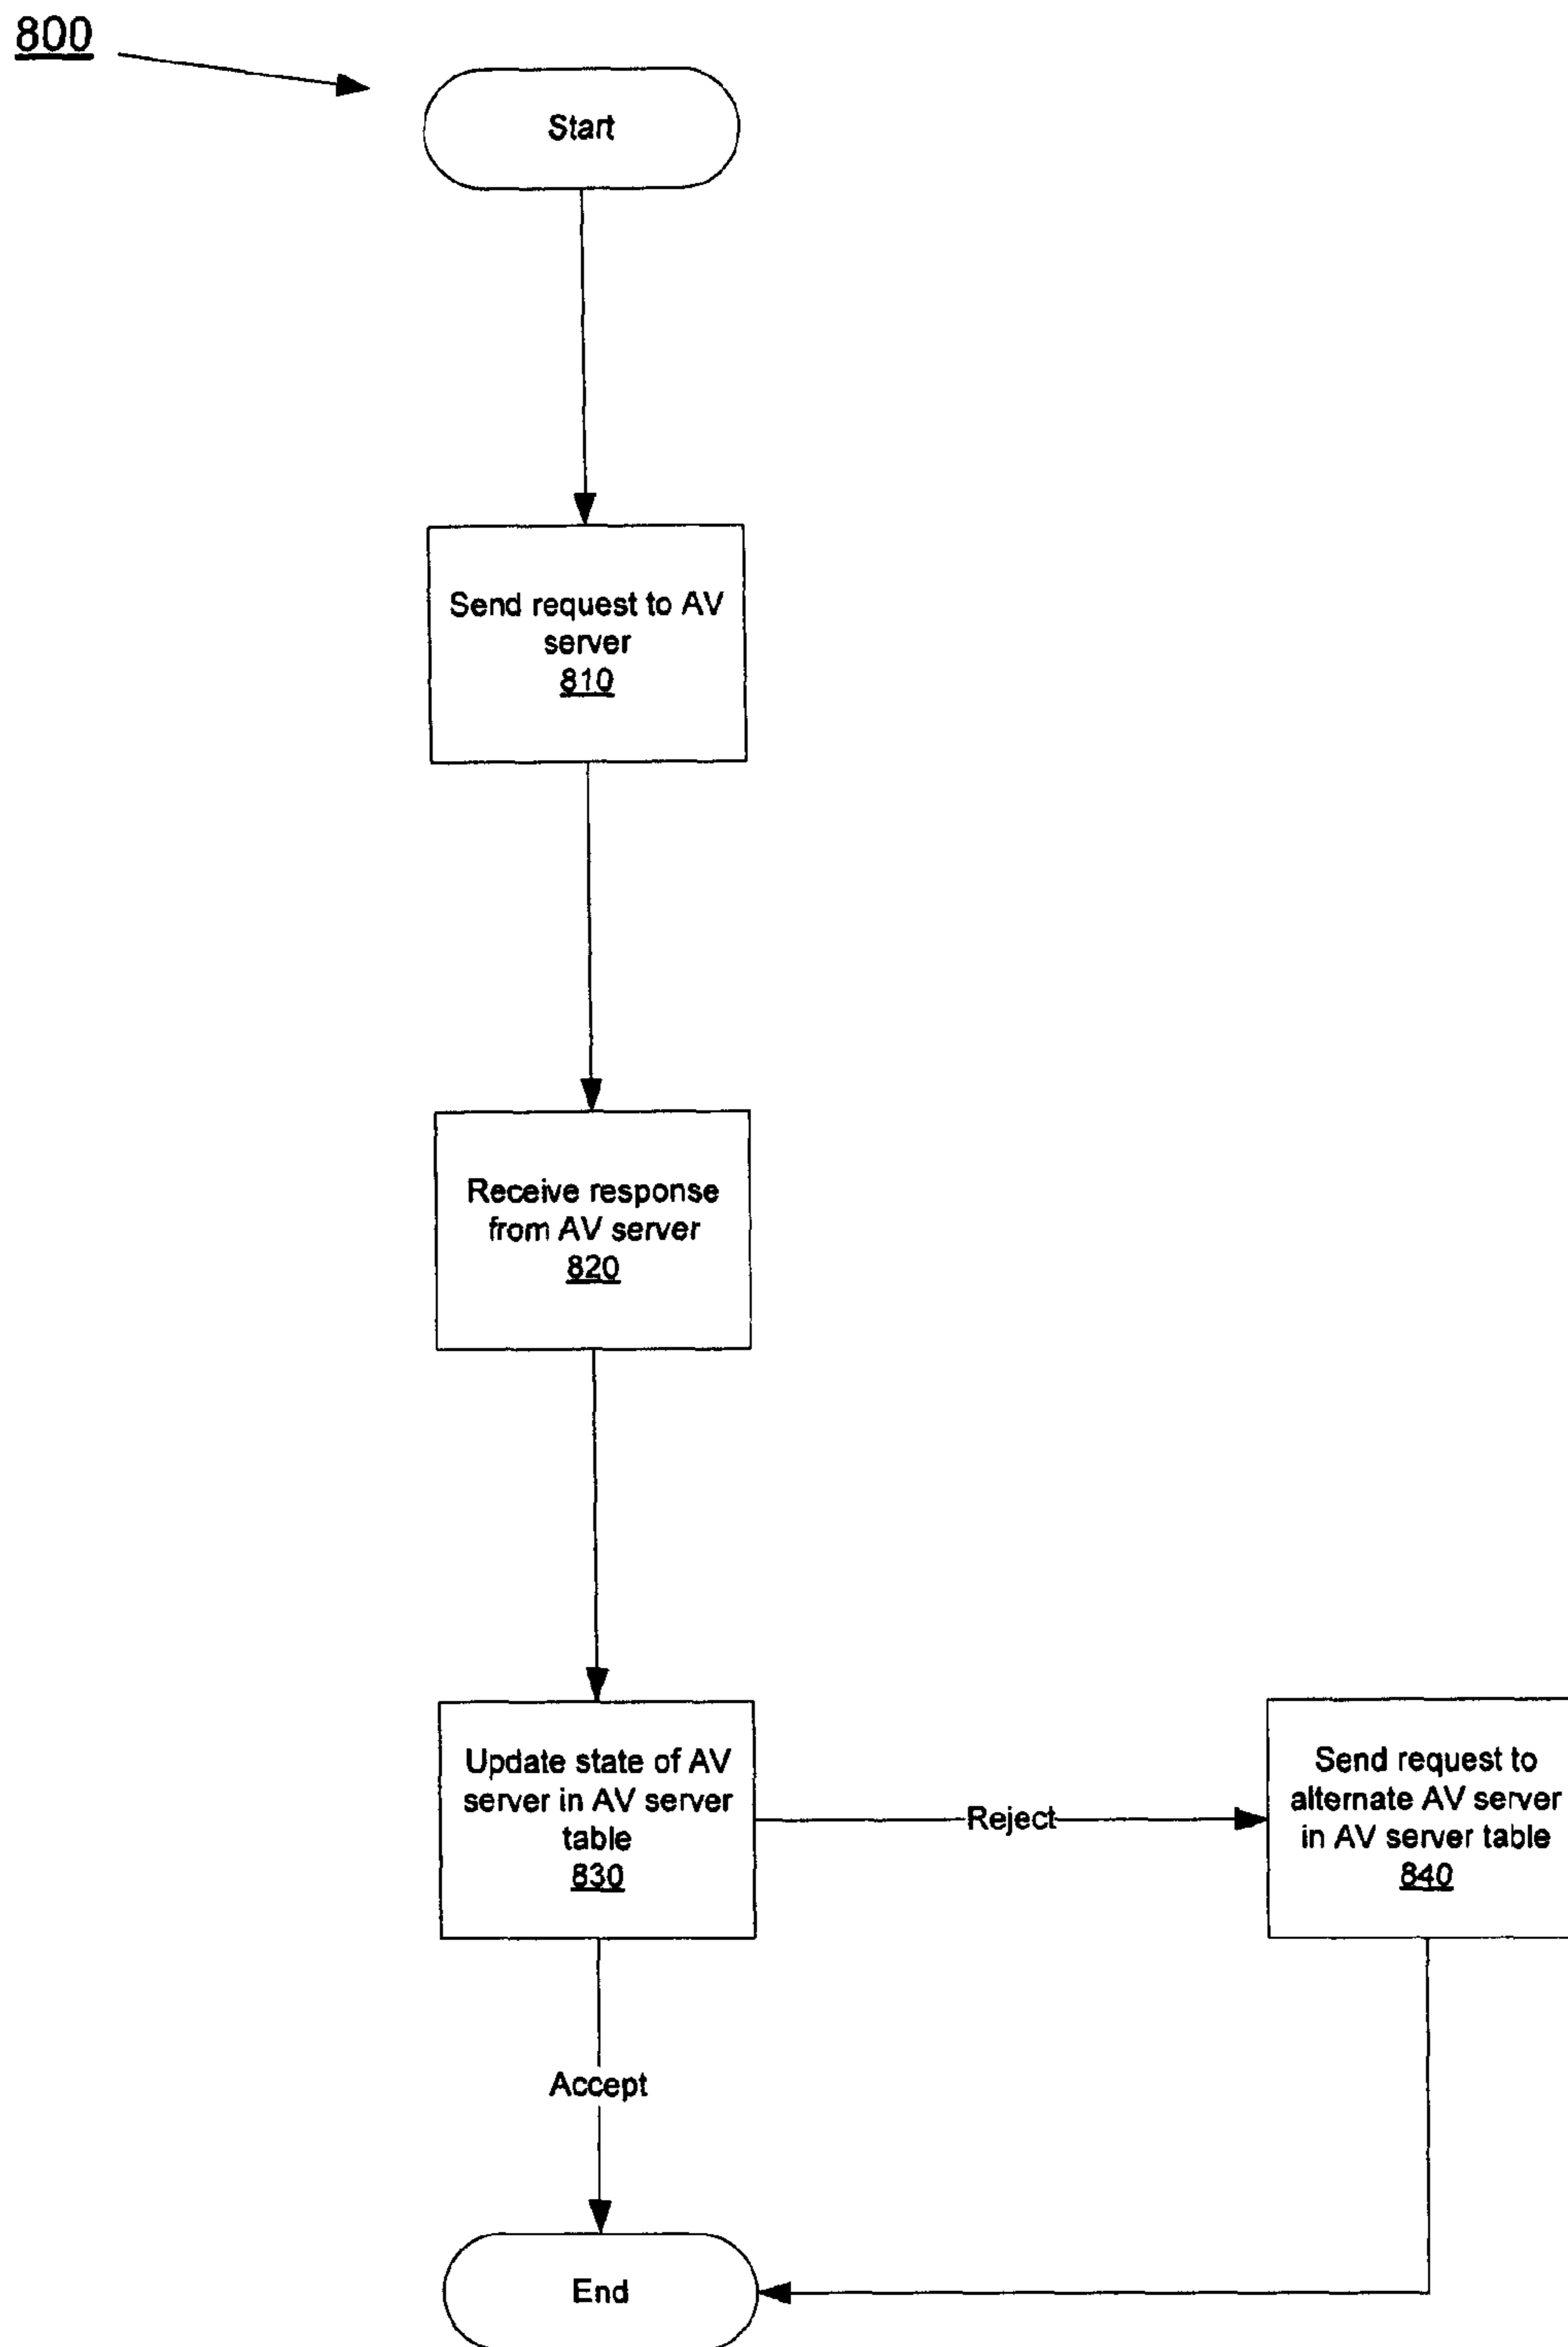 800
Start
Send request to AV
server
810
Receive response
from AV server
820
Update state of AV
server in AV server
table
830
Reject
Send request to
alternate AV server
in AV server table
840
Accept
End